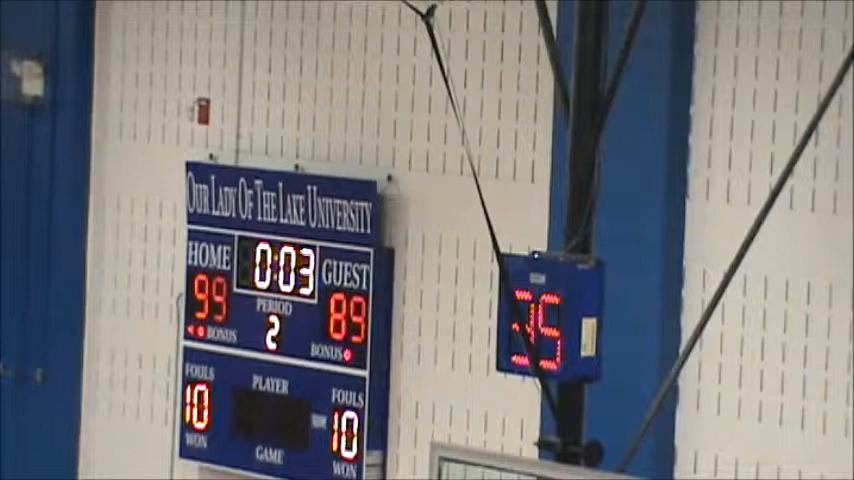 OUR LADY OF THE LAKE UNIVERSITY
HOME 0:03 GUEST
99 PERIOD 89
BONUS 2 BONUS
FOULS PLAYER FOULS
10 10
WON GAME WON
35